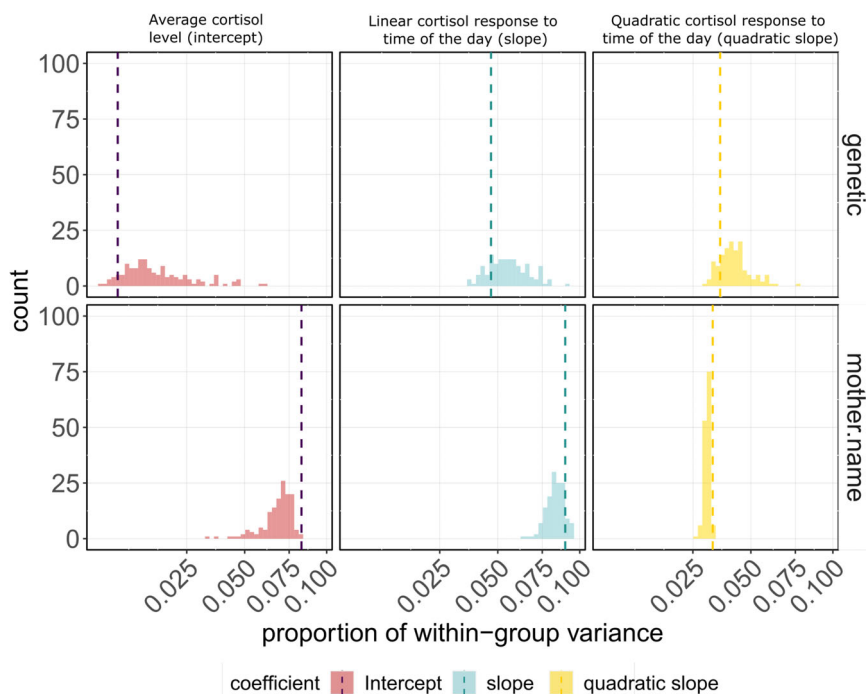 Average cortisol
level (intercept)
Linear cortisol response to
time of the day (slope)
Quadratic cortisol response to
time of the day (quadratic slope)
100
75
50
25
0
genetic
count
100
75
50
25
0
mother.name
0.025
0.050
0.075
0.100
0.025
0.050
0.075
0.100
0.025
0.050
0.075
0.100
proportion of within−group variance
coefficient Intercept slope quadratic slope